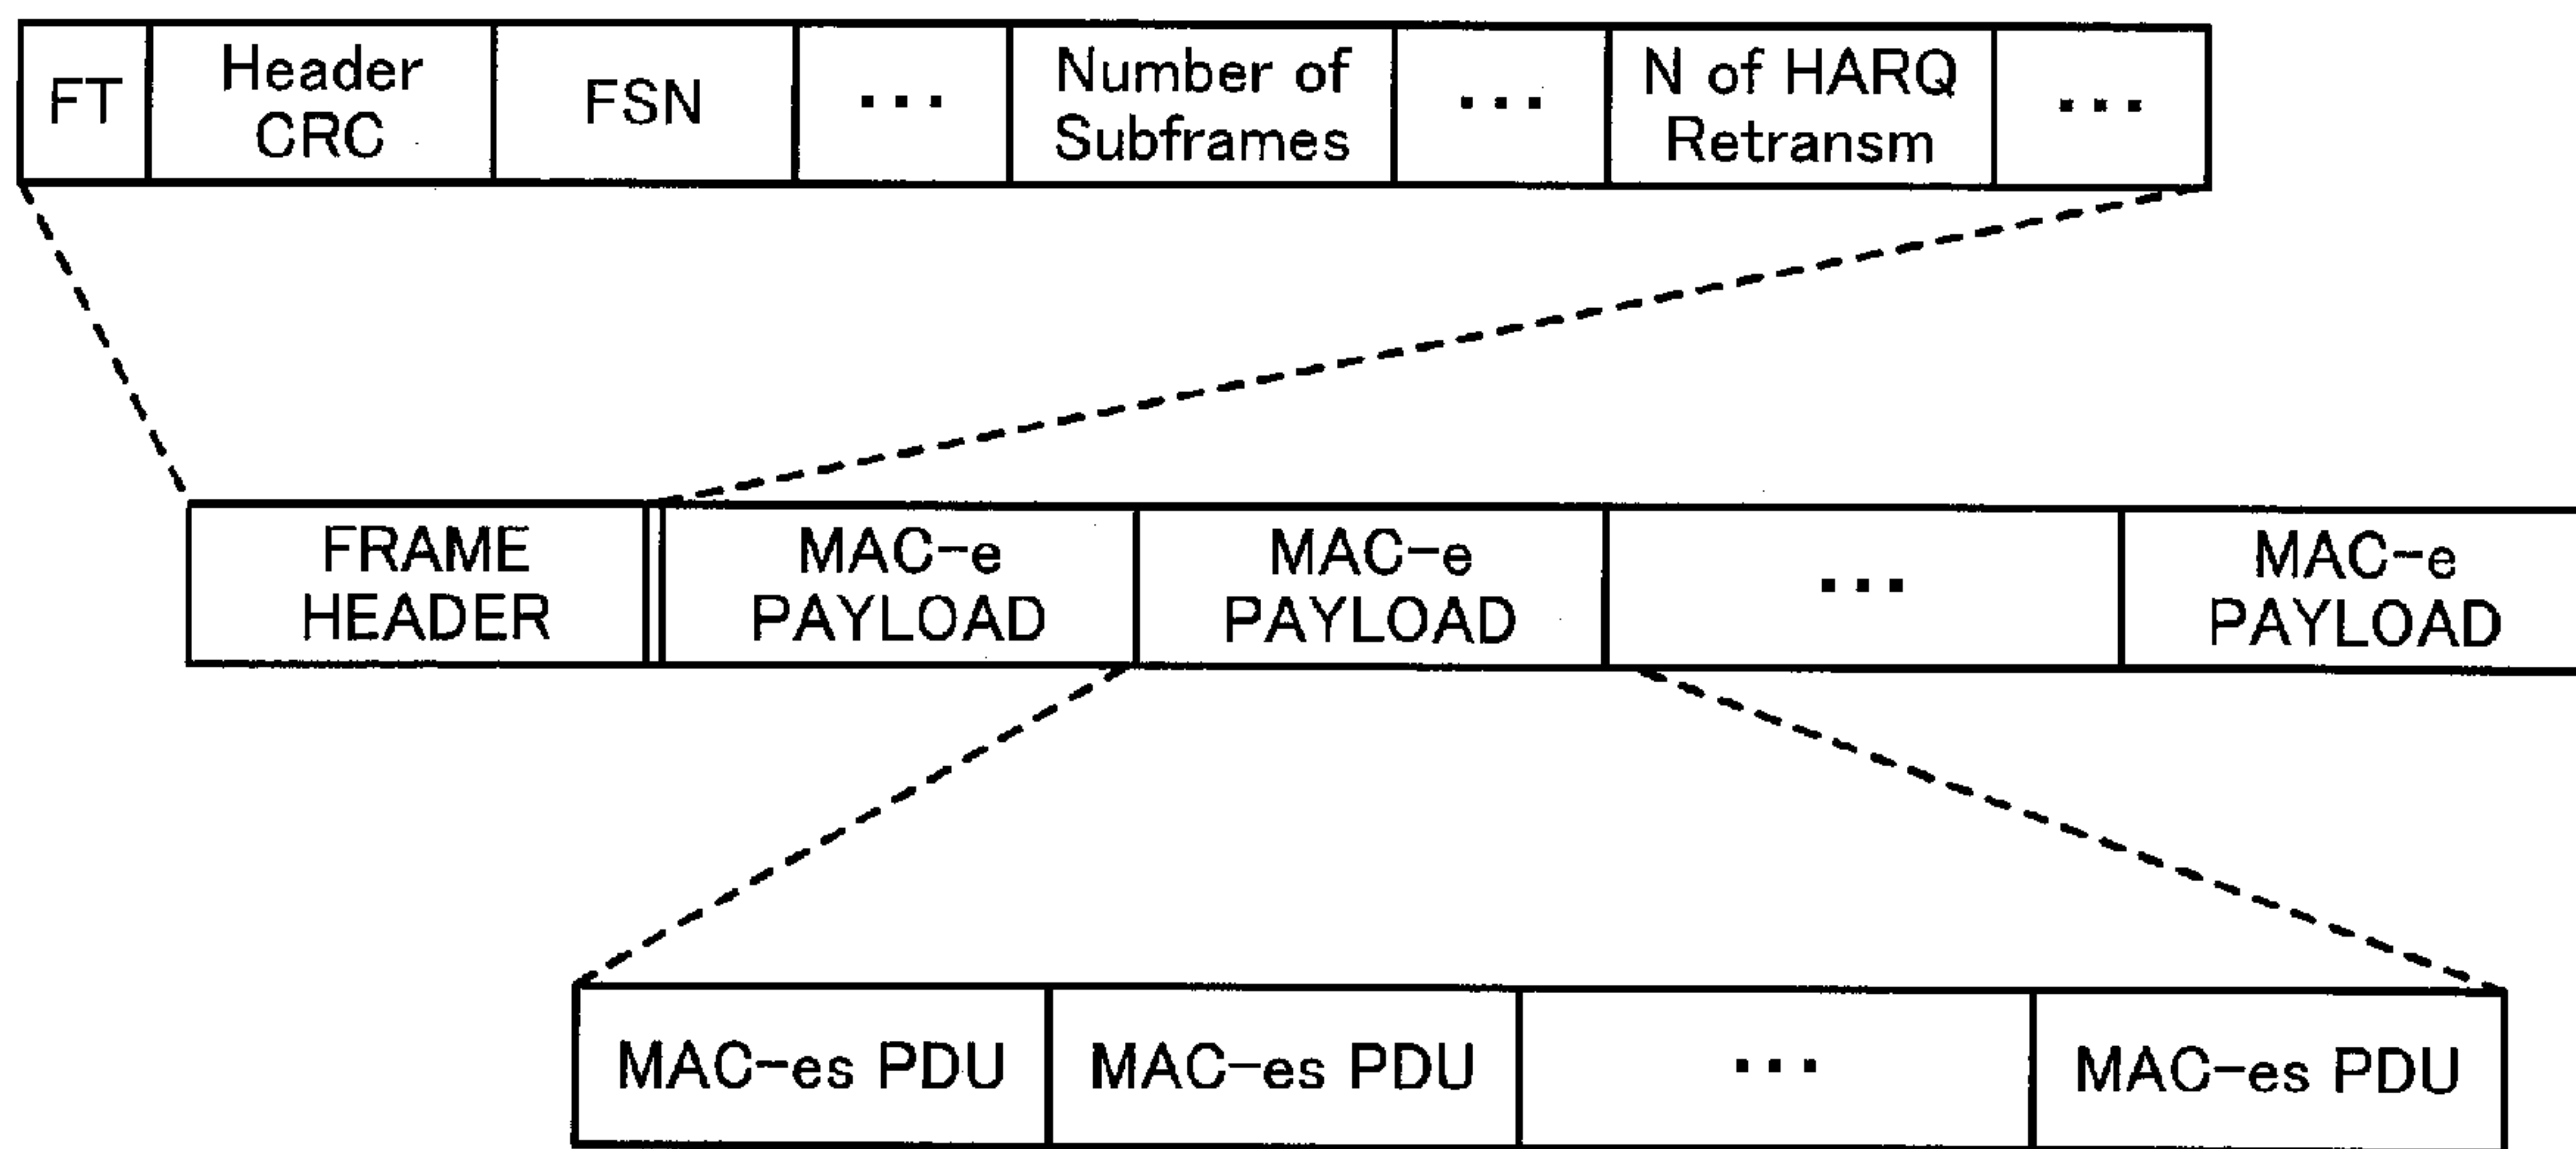 FT
Header
CRC
FSN
...
Number of
Subframes
...
N of HARQ
Retransm
...
FRAME
HEADER
MAC-e
PAYLOAD
MAC-e
PAYLOAD
...
MAC-e
PAYLOAD
MAC-es PDU
MAC-es PDU
...
MAC-es PDU